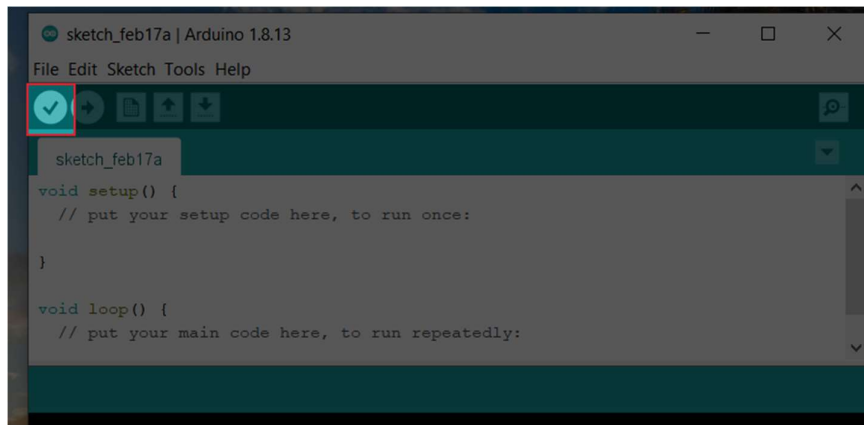 sketch_feb17a | Arduino 1.8.13
File Edit Sketch Tools Help
sketch_feb17a
void setup() {
  // put your setup code here, to run once:
}
void loop() {
  // put your main code here, to run repeatedly: